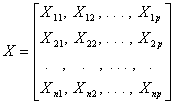 X = [ X₁₁, X₁₂, . . . , X₁ₚ
X₂₁, X₂₂, . . . , X₂ₚ
. , . , . . . , .
Xₙ₁, Xₙ₂, . . . , Xₙₚ ]